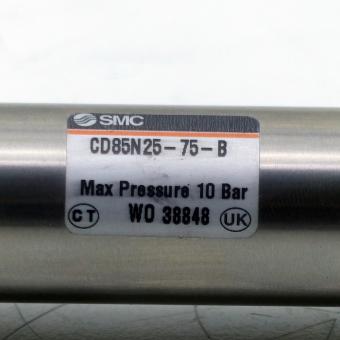 SMC
CD85N25-75-B
Max Pressure 10 Bar
CT WO 38848 UK